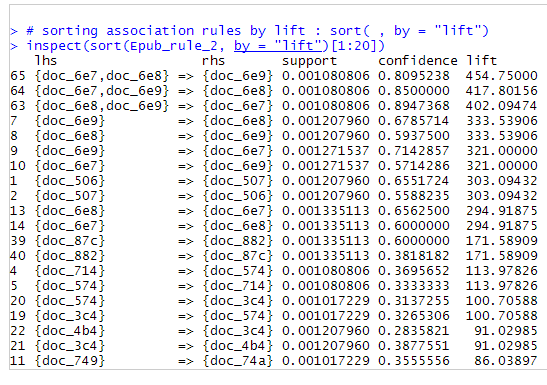 > # sorting association rules by lift : sort( , by = "lift")
> inspect(sort(Epub_rule_2, by = "lift")[1:20])
   lhs                  rhs       support     confidence lift
65 {doc_6e7,doc_6e8} => {doc_6e9} 0.001080806 0.8095238 454.75000
64 {doc_6e7,doc_6e9} => {doc_6e8} 0.001080806 0.8500000 417.80156
63 {doc_6e8,doc_6e9} => {doc_6e7} 0.001080806 0.8947368 402.09474
7  {doc_6e9}         => {doc_6e8} 0.001207960 0.6785714 333.53906
8  {doc_6e8}         => {doc_6e9} 0.001207960 0.5937500 333.53906
9  {doc_6e9}         => {doc_6e7} 0.001271537 0.7142857 321.00000
10 {doc_6e7}         => {doc_6e9} 0.001271537 0.5714286 321.00000
1  {doc_506}         => {doc_507} 0.001207960 0.6551724 303.09432
2  {doc_507}         => {doc_506} 0.001207960 0.5588235 303.09432
13 {doc_6e8}         => {doc_6e7} 0.001335113 0.6562500 294.91875
14 {doc_6e7}         => {doc_6e8} 0.001335113 0.6000000 294.91875
39 {doc_87c}         => {doc_882} 0.001335113 0.6000000 171.58909
40 {doc_882}         => {doc_87c} 0.001335113 0.3818182 171.58909
4  {doc_714}         => {doc_574} 0.001080806 0.3695652 113.97826
5  {doc_574}         => {doc_714} 0.001080806 0.3333333 113.97826
20 {doc_574}         => {doc_3c4} 0.001017229 0.3137255 100.70588
19 {doc_3c4}         => {doc_574} 0.001017229 0.3265306 100.70588
22 {doc_4b4}         => {doc_3c4} 0.001207960 0.2835821 91.02985
21 {doc_3c4}         => {doc_4b4} 0.001207960 0.3877551 91.02985
11 {doc_749}         => {doc_74a} 0.001017229 0.3555556 86.03897